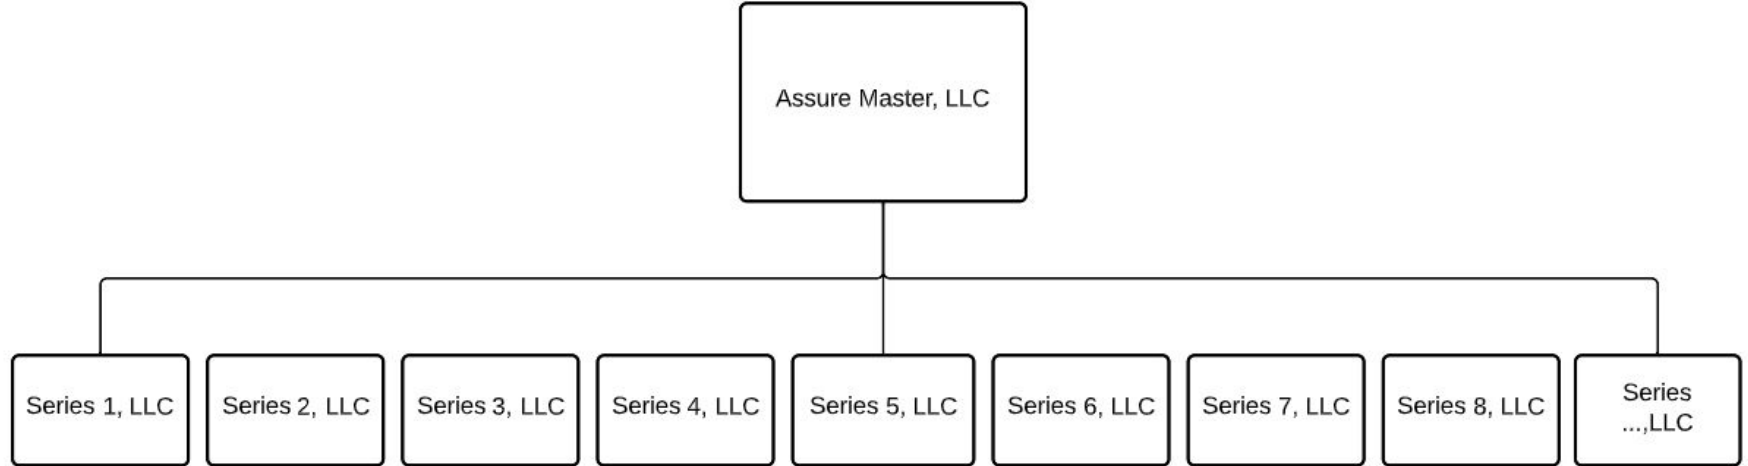 Assure Master, LLC
Series 1, LLC
Series 2, LLC
Series 3, LLC
Series 4, LLC
Series 5, LLC
Series 6, LLC
Series 7, LLC
Series 8, LLC
Series
...,LLC